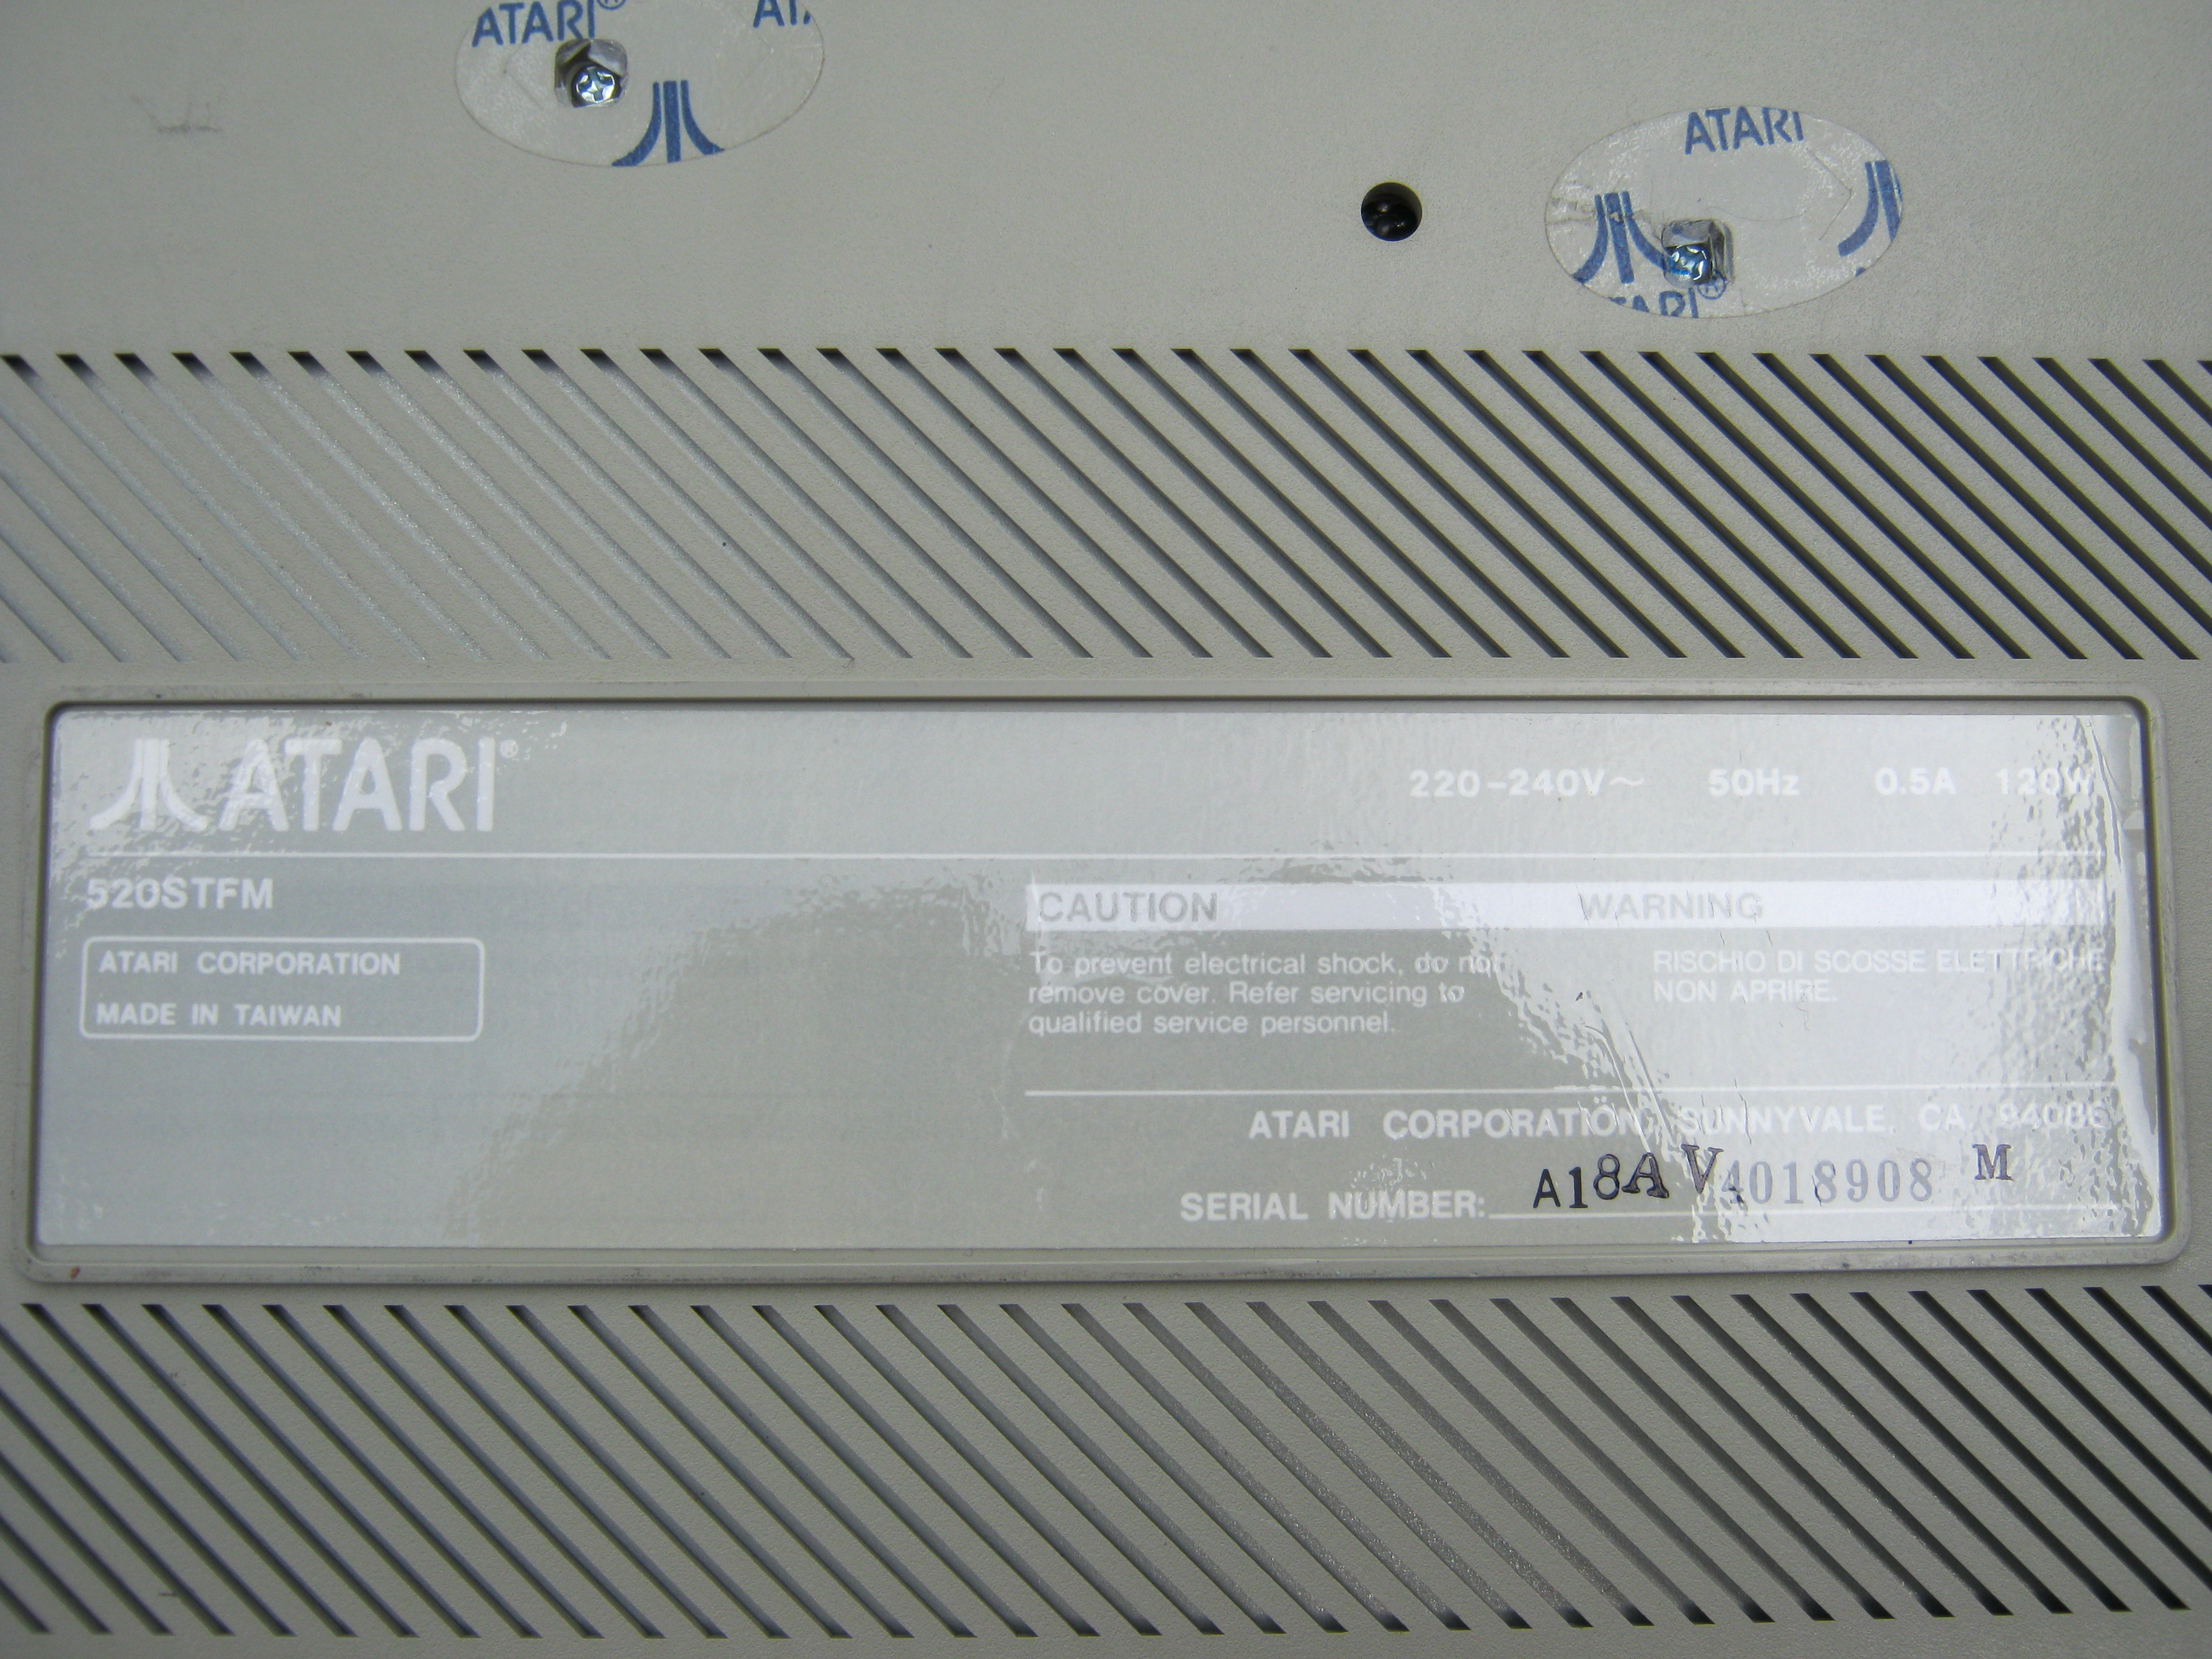 ATARI®
ATARI
ATARI®
ATARI®
220-240V~ 50Hz 0.5A 120W
520STFM
ATARI CORPORATION
MADE IN TAIWAN
CAUTION WARNING
To prevent electrical shock, do not
remove cover. Refer servicing to
qualified service personnel.
RISCHIO DI SCOSSE ELETTRICHE
NON APRIRE.
ATARI CORPORATION, SUNNYVALE, CA. 94086
SERIAL NUMBER: A18A V4018908 M